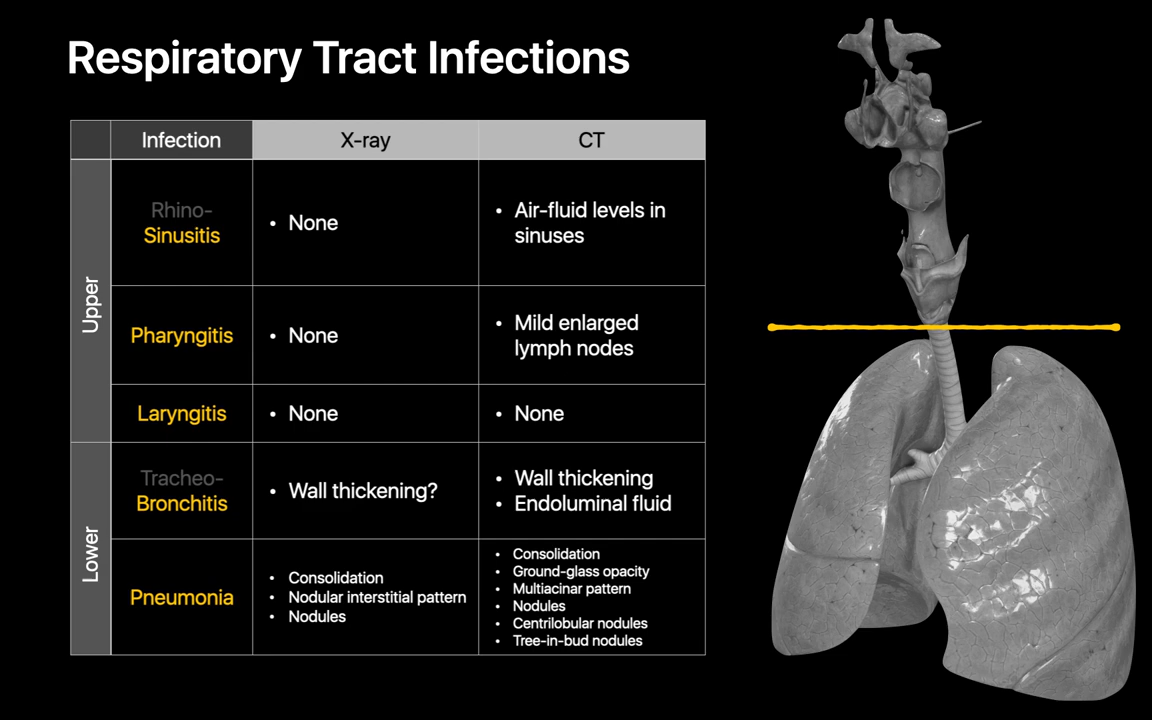 Respiratory Tract Infections
Infection
X-ray
CT
Upper
Rhino-
Sinusitis
• None
• Air-fluid levels in
sinuses
Pharyngitis
• None
• Mild enlarged
lymph nodes
Laryngitis
• None
• None
Lower
Tracheo-
Bronchitis
• Wall thickening?
• Wall thickening
• Endoluminal fluid
Pneumonia
• Consolidation
• Nodular interstitial pattern
• Nodules
• Consolidation
• Ground-glass opacity
• Multiacinar pattern
• Nodules
• Centrilobular nodules
• Tree-in-bud nodules